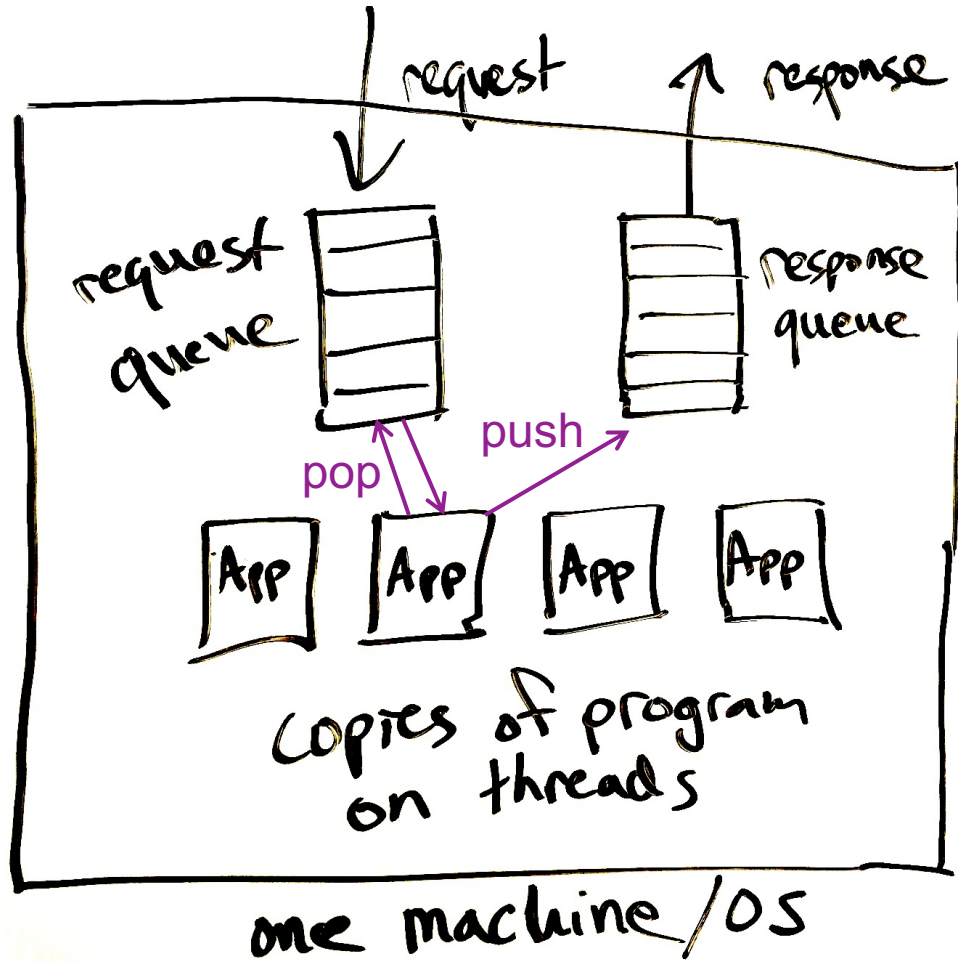 request
response
request
queue
response
queue
pop
push
App
App
App
App
copies of program
on threads
one machine/OS